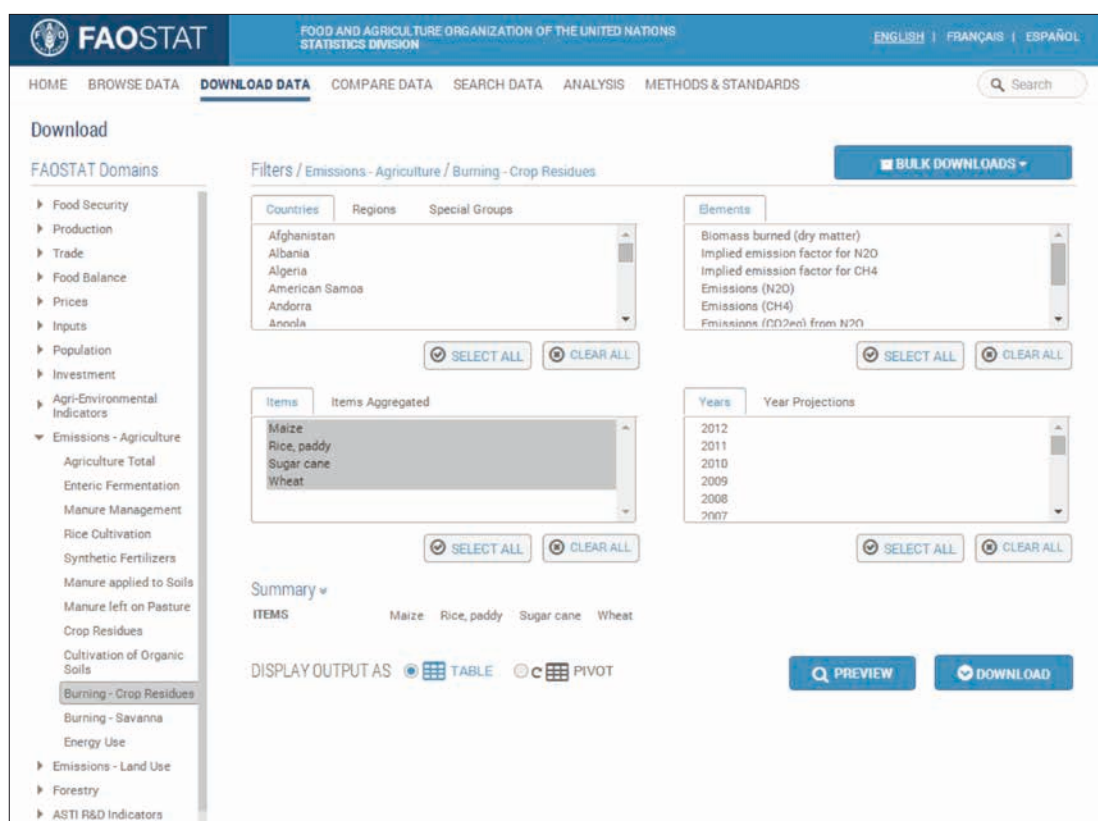 FAO
FAOSTAT
FOOD AND AGRICULTURE ORGANIZATION OF THE UNITED NATIONS
STATISTICS DIVISION
ENGLISH | FRANÇAIS | ESPAÑOL
HOME BROWSE DATA DOWNLOAD DATA COMPARE DATA SEARCH DATA ANALYSIS METHODS & STANDARDS Search
Download
FAOSTAT Domains
Food Security
Production
Trade
Food Balance
Prices
Inputs
Population
Investment
Agri-Environmental
Indicators
Emissions - Agriculture
Agriculture Total
Enteric Fermentation
Manure Management
Rice Cultivation
Synthetic Fertilizers
Manure applied to Soils
Manure left on Pasture
Crop Residues
Cultivation of Organic
Soils
Burning - Crop Residues
Burning - Savanna
Energy Use
Emissions - Land Use
Forestry
ASTI R&D Indicators
Filters / Emissions - Agriculture / Burning - Crop Residues
BULK DOWNLOADS
Countries Regions Special Groups
Afghanistan
Albania
Algeria
American Samoa
Andorra
Angola
SELECT ALL CLEAR ALL
Elements
Biomass burned (dry matter)
Implied emission factor for N2O
Implied emission factor for CH4
Emissions (N2O)
Emissions (CH4)
Emissions (CO2eq) from N2O
SELECT ALL CLEAR ALL
Items Items Aggregated
Maize
Rice, paddy
Sugar cane
Wheat
SELECT ALL CLEAR ALL
Years Year Projections
2012
2011
2010
2009
2008
2007
SELECT ALL CLEAR ALL
Summary
ITEMS Maize Rice, paddy Sugar cane Wheat
DISPLAY OUTPUT AS TABLE PIVOT
PREVIEW DOWNLOAD